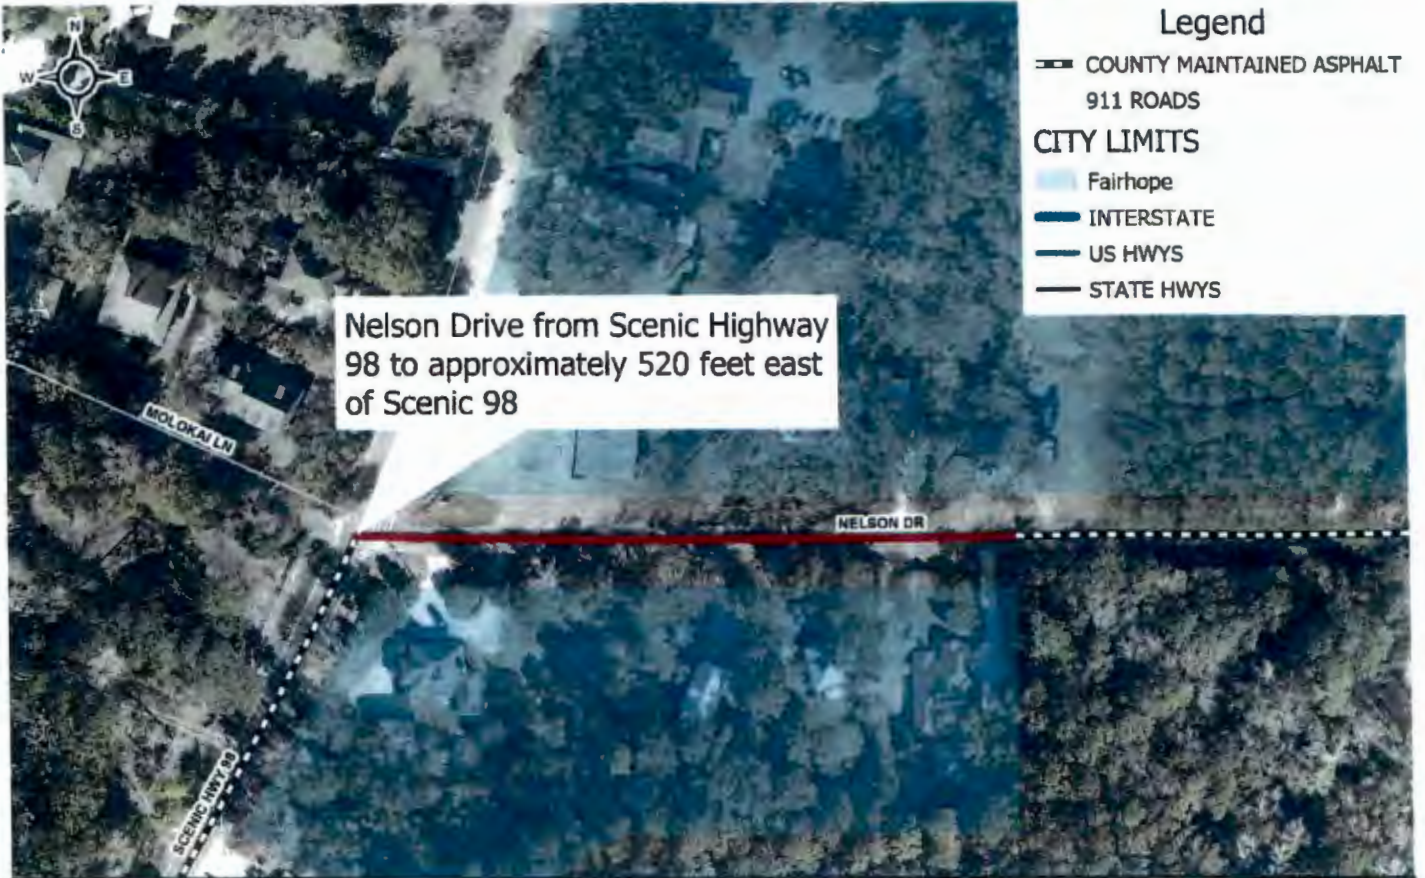 N
W E
S
Legend
COUNTY MAINTAINED ASPHALT
911 ROADS
CITY LIMITS
Fairhope
INTERSTATE
US HWYS
STATE HWYS
Nelson Drive from Scenic Highway
98 to approximately 520 feet east
of Scenic 98
MOLOKAI LN
NELSON DR
SCENIC HWY 98